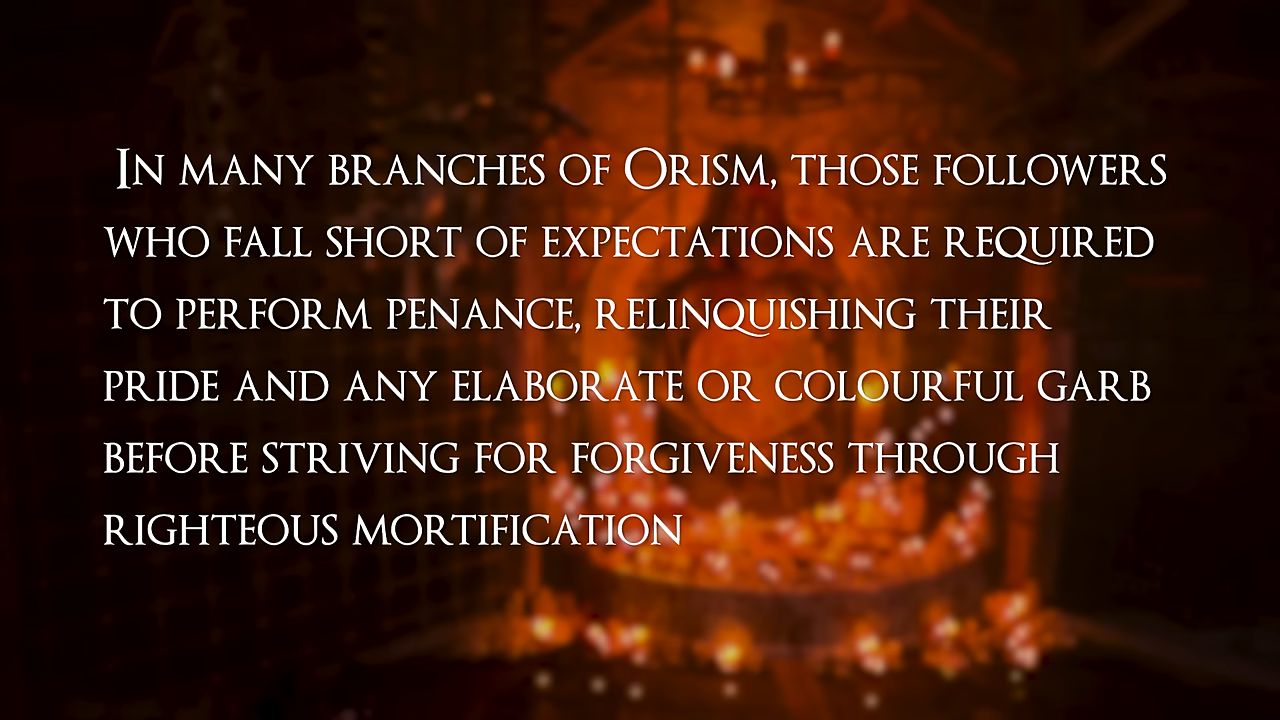 In many branches of Orism, those followers
who fall short of expectations are required
to perform penance, relinquishing their
pride and any elaborate or colourful garb
before striving for forgiveness through
righteous mortification